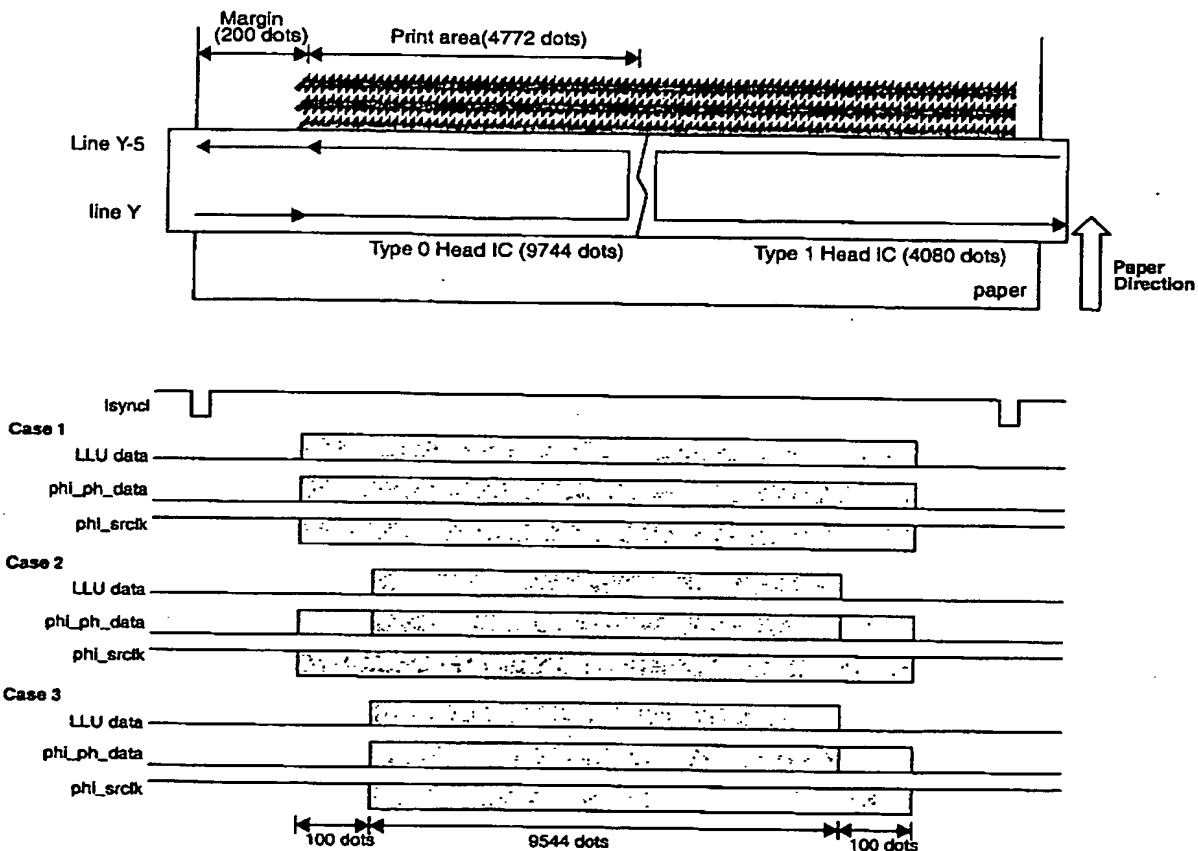 Margin
(200 dots)
Print area(4772 dots)
Line Y-5
line Y
Type 0 Head IC (9744 dots)
Type 1 Head IC (4080 dots)
Paper
Direction
paper
lsyncl
Case 1
LLU data
phi_ph_data
phi_srclk
Case 2
LLU data
phi_ph_data
phi_srclk
Case 3
LLU data
phi_ph_data
phi_srclk
100 dots
9544 dots
100 dots